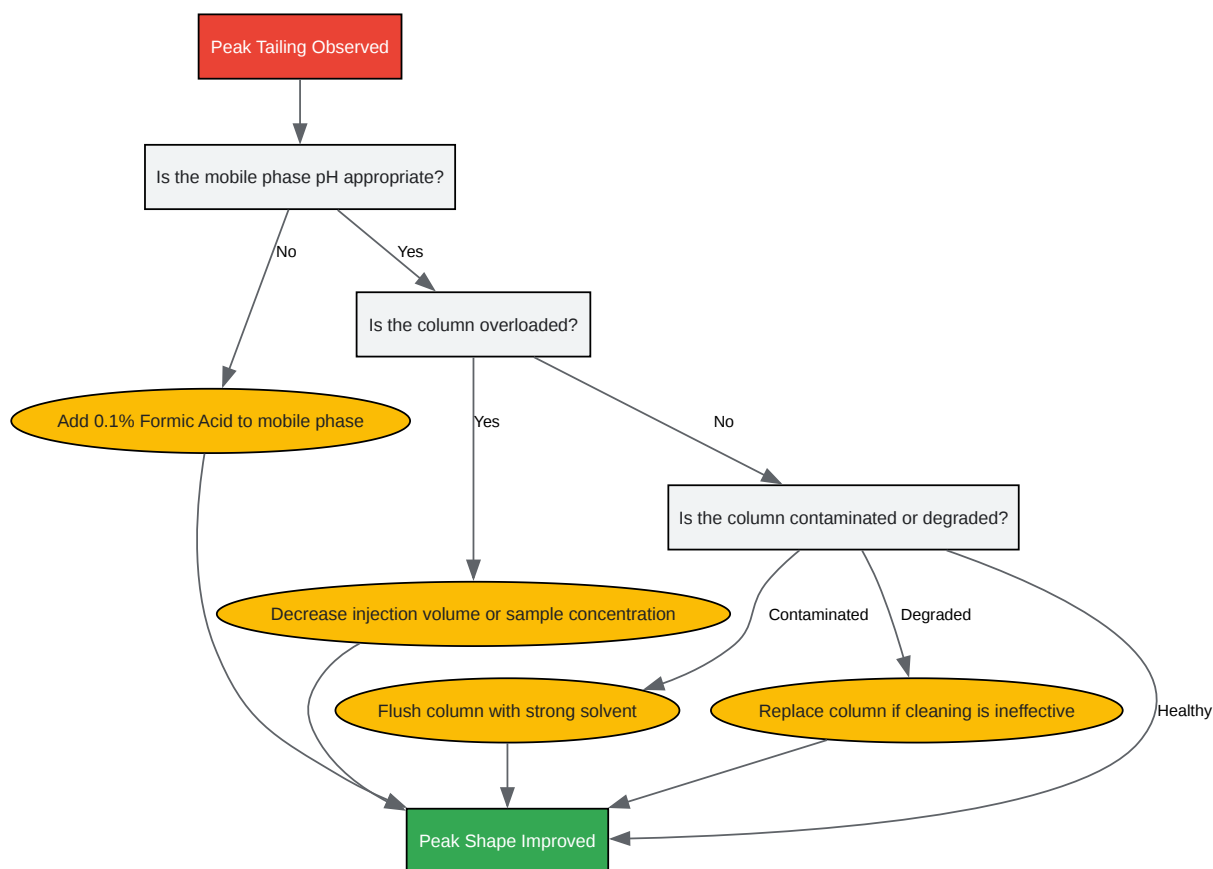 Peak Tailing Observed
Is the mobile phase pH appropriate?
No
Yes
Is the column overloaded?
Add 0.1% Formic Acid to mobile phase
Yes
No
Is the column contaminated or degraded?
Decrease injection volume or sample concentration
Contaminated
Degraded
Flush column with strong solvent
Replace column if cleaning is ineffective
Healthy
Peak Shape Improved